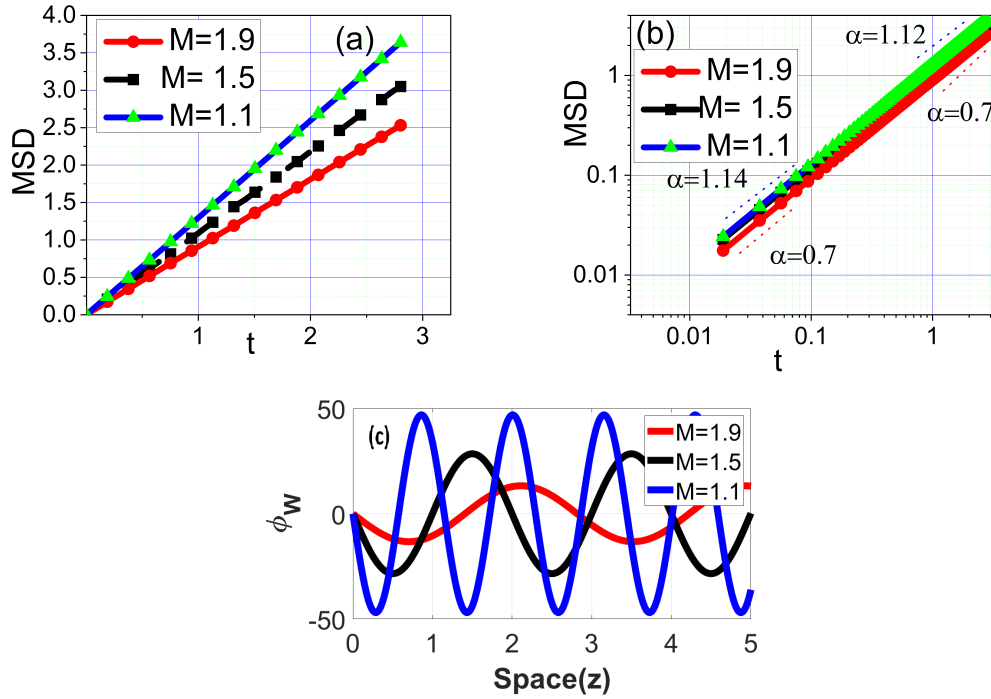 (a)
MSD
4.0
3.5
3.0
2.5
2.0
1.5
1.0
0.5
0.0
M=1.9
M= 1.5
M=1.1
1
2
3
t
(b)
MSD
1
0.1
0.01
M=1.9
M= 1.5
M=1.1
α=1.12
α=0.7
α=1.14
α=0.7
0.01
0.1
1
t
(c)
ϕw
50
0
-50
M=1.9
M=1.5
M=1.1
0
1
2
3
4
5
Space(z)